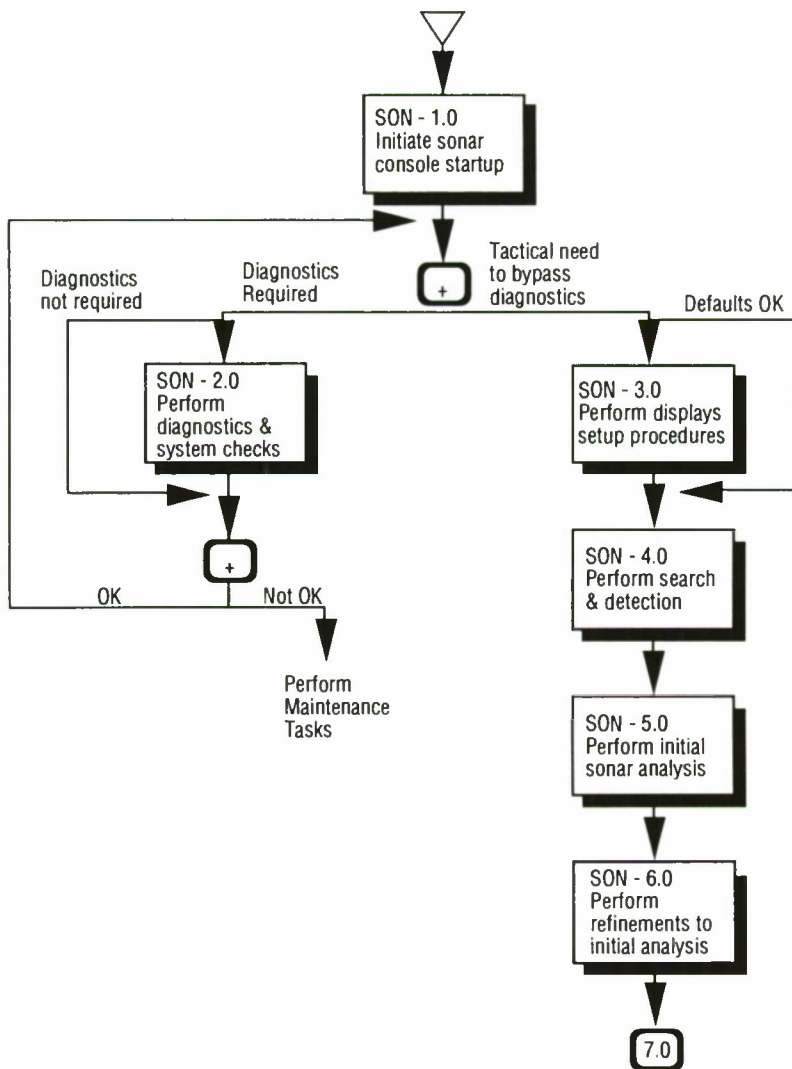 SON - 1.0
Initiate sonar
console startup
+
Tactical need
to bypass
diagnostics
Diagnostics
Required
Diagnostics
not required
Defaults OK
SON - 2.0
Perform
diagnostics &
system checks
SON - 3.0
Perform displays
setup procedures
+
OK
Not OK
Perform
Maintenance
Tasks
SON - 4.0
Perform search
& detection
SON - 5.0
Perform initial
sonar analysis
SON - 6.0
Perform
refinements to
initial analysis
7.0